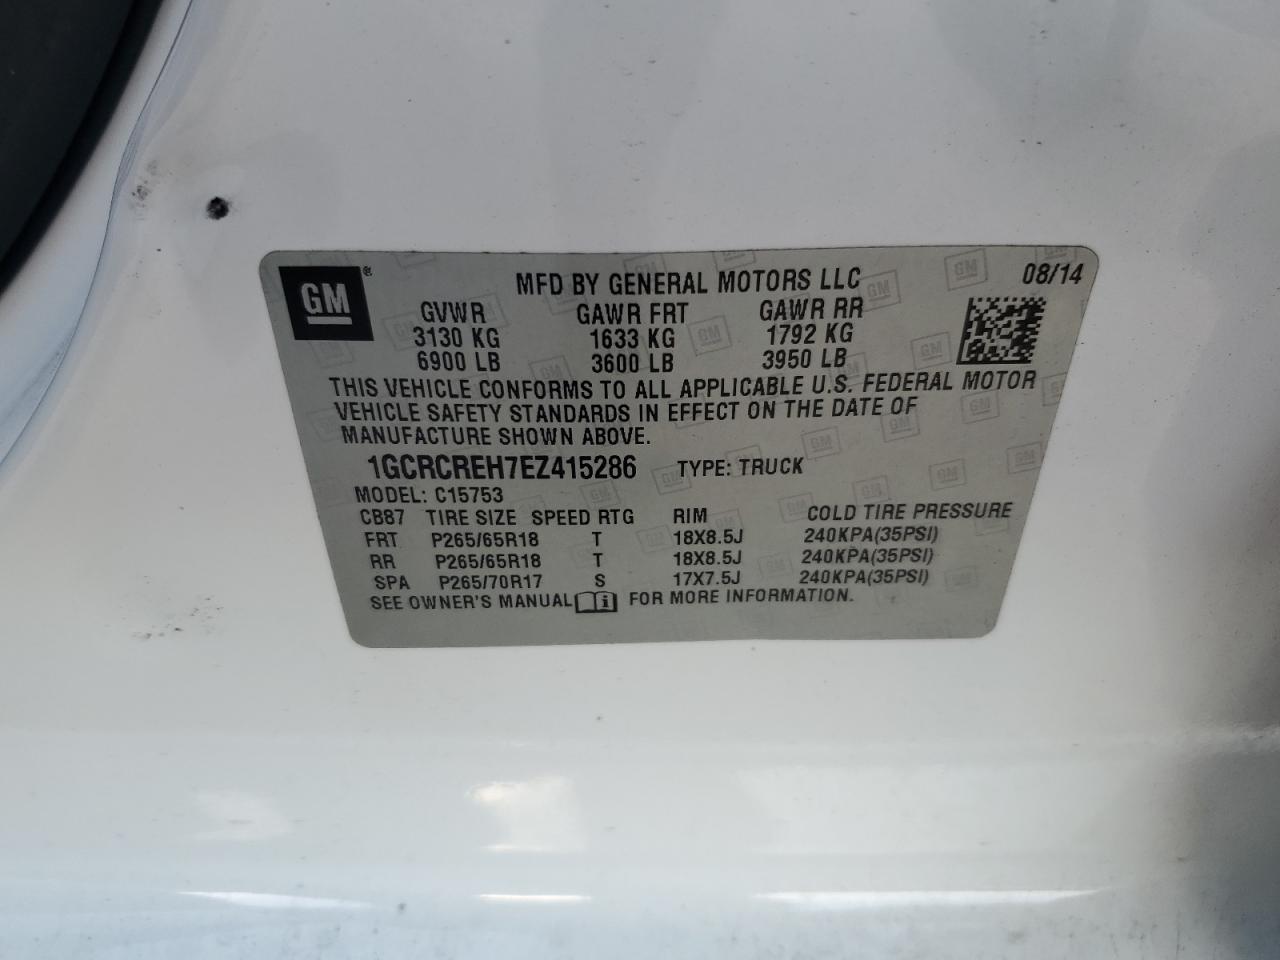 GM ®
MFD BY GENERAL MOTORS LLC 08/14
GVWR GAWR FRT GAWR RR
3130 KG 1633 KG 1792 KG
6900 LB 3600 LB 3950 LB
THIS VEHICLE CONFORMS TO ALL APPLICABLE U.S. FEDERAL MOTOR
VEHICLE SAFETY STANDARDS IN EFFECT ON THE DATE OF
MANUFACTURE SHOWN ABOVE.
1GCRCREH7EZ415286 TYPE: TRUCK
MODEL: C15753
CB87 TIRE SIZE SPEED RTG RIM COLD TIRE PRESSURE
FRT P265/65R18 T 18X8.5J 240KPA(35PSI)
RR P265/65R18 T 18X8.5J 240KPA(35PSI)
SPA P265/70R17 S 17X7.5J 240KPA(35PSI)
SEE OWNER'S MANUAL i FOR MORE INFORMATION.